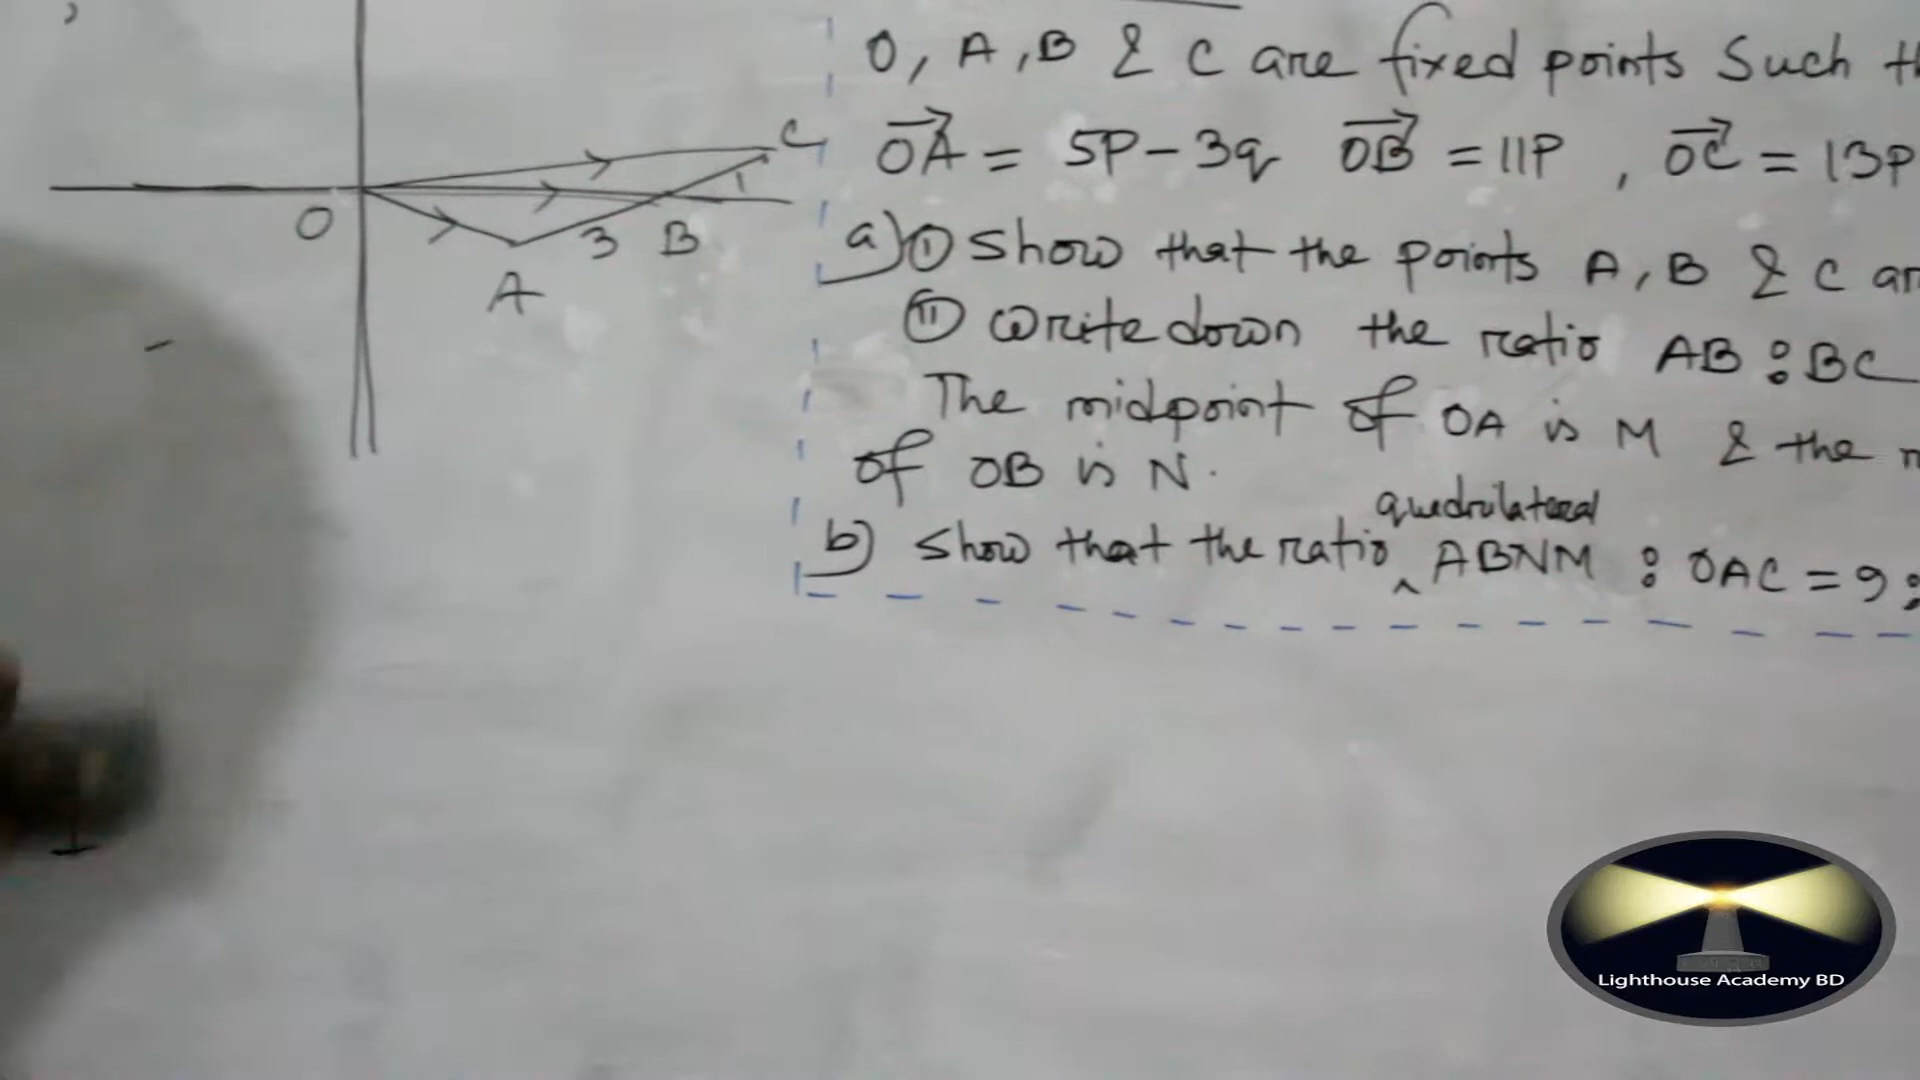 O, A, B & C are fixed points Such
OA = 5P - 3q OB = 11P , OC = 13P
a) i) Show that the points A, B & C
ii) Write down the ratio AB : BC
The midpoint of OA is M & the
of OB is N.
quadrilateral
b) Show that the ratio ^ ABNM : OAC = 9 :
O
A
3
B
1
C
Lighthouse Academy BD